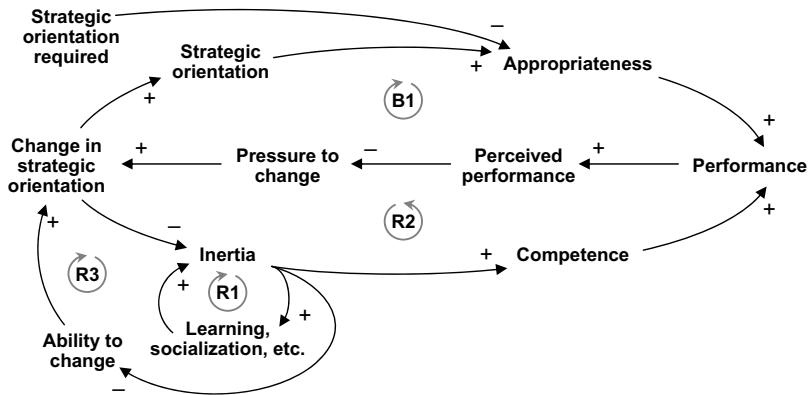 Strategic
orientation
required
−
Strategic
orientation
+
Appropriateness
+
B1
+
Change in
strategic
orientation
+
Pressure to
change
−
Perceived
performance
+
Performance
+
−
R2
+
Inertia
+
Competence
R3
+
R1
+
Learning,
socialization, etc.
Ability to
change
−